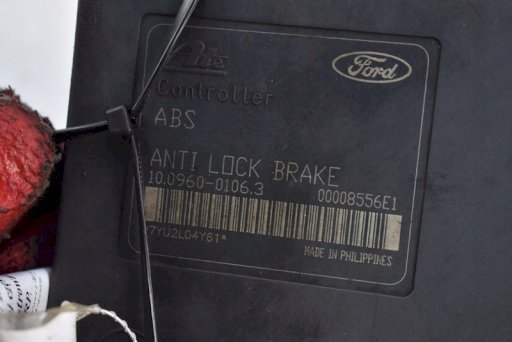 Ate
Ford
Controller
ABS
ANTI LOCK BRAKE
10.0960-0106.3
00008556E1
MADE IN PHILIPPINES